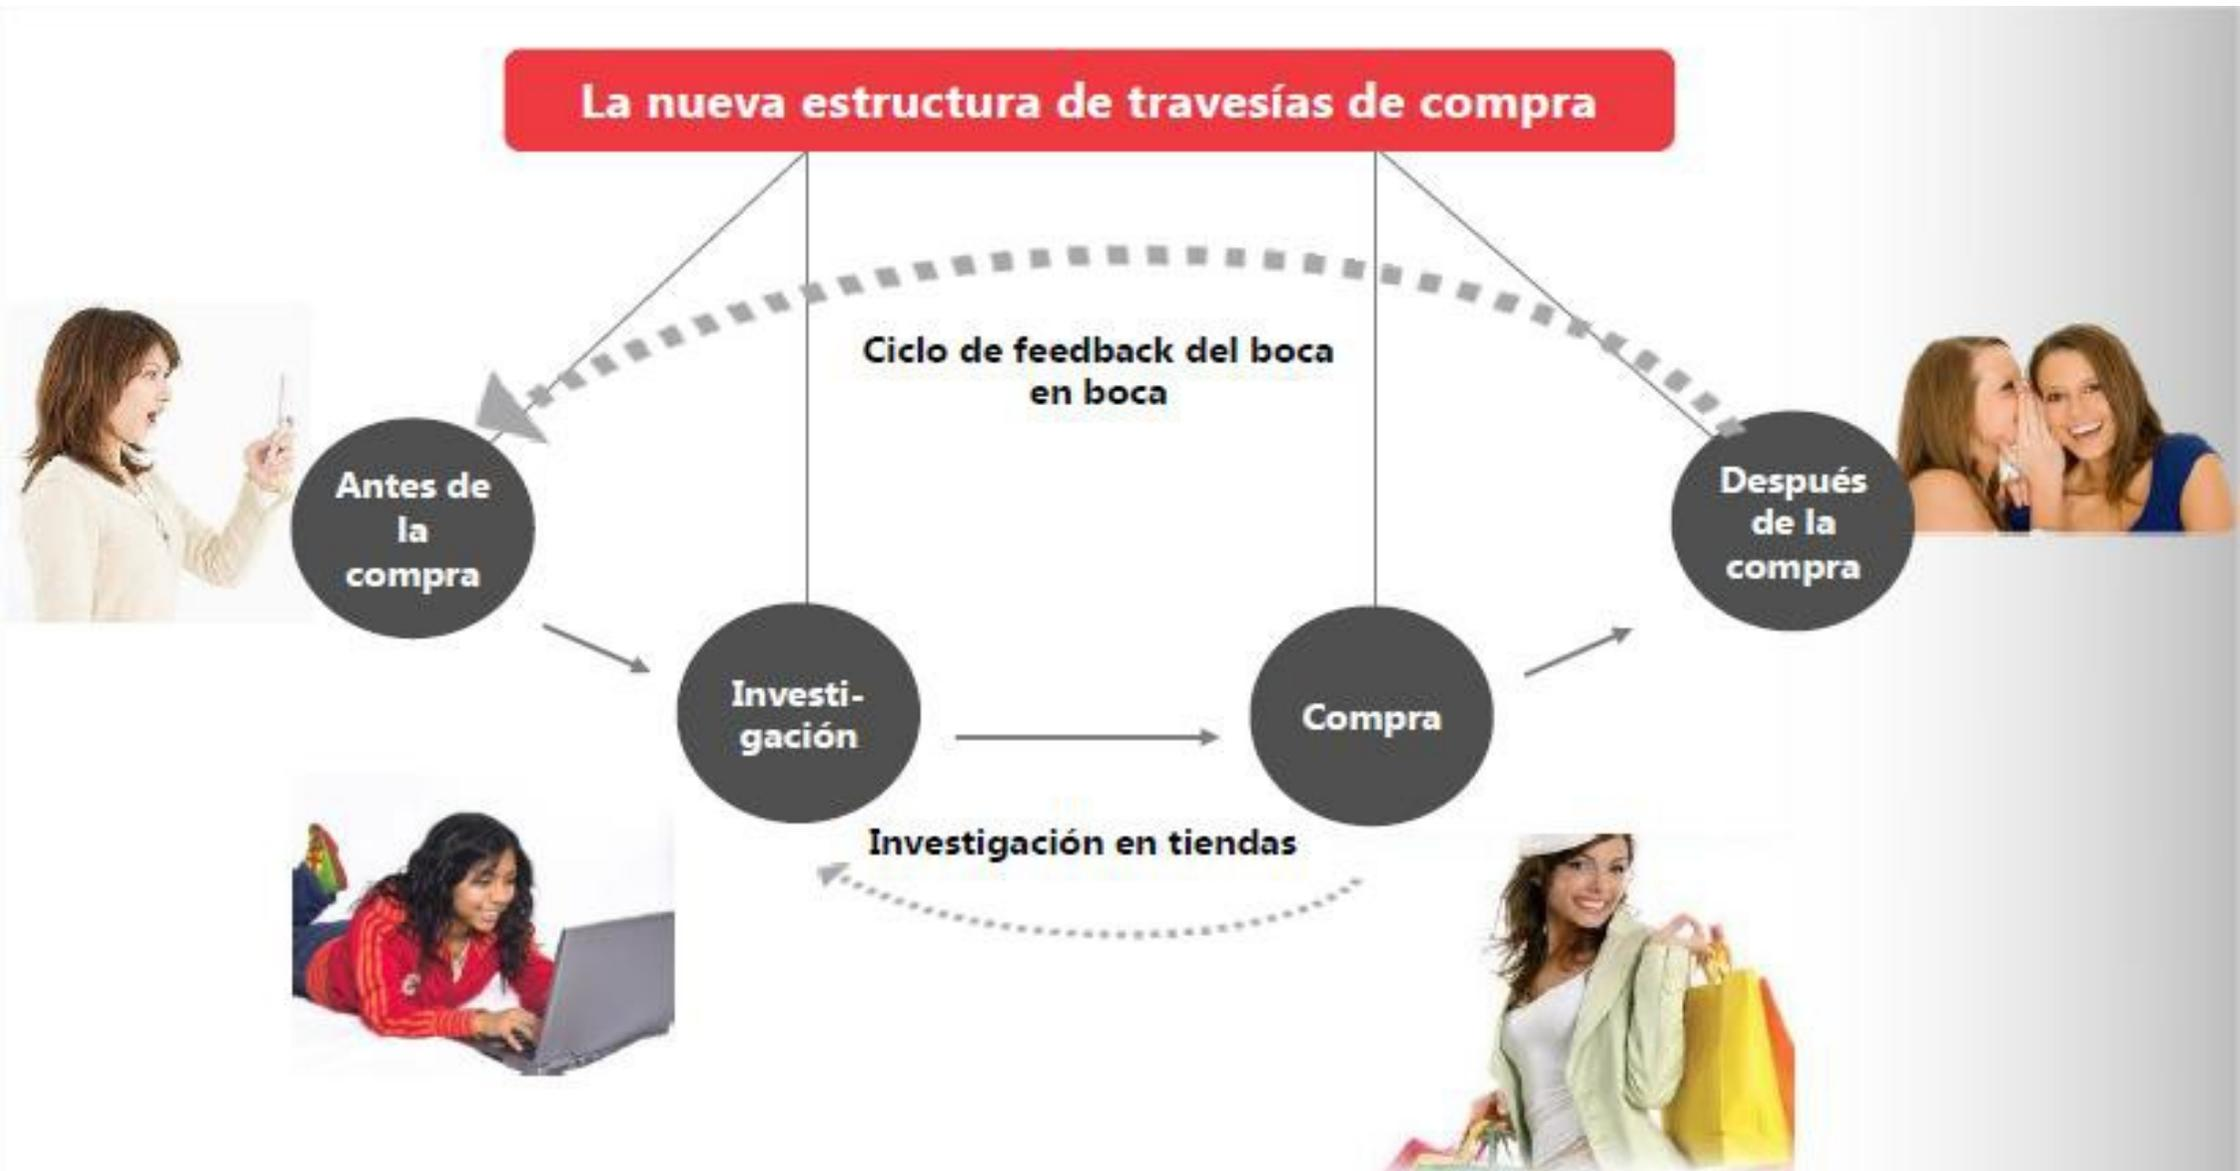 La nueva estructura de travesías de compra
Ciclo de feedback del boca
en boca
Antes de
la
compra
Después
de la
compra
Investi-
gación
Compra
Investigación en tiendas